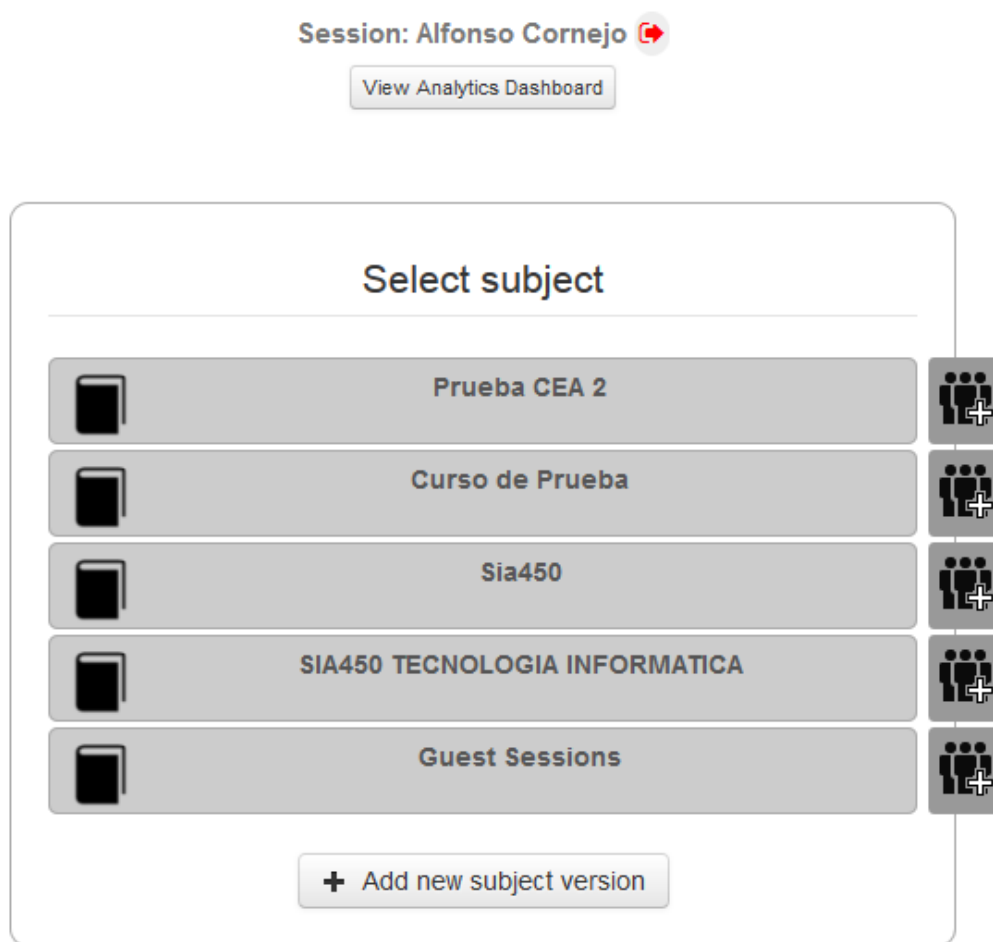 Session: Alfonso Cornejo
View Analytics Dashboard
Select subject
Prueba CEA 2
Curso de Prueba
Sia450
SIA450 TECNOLOGIA INFORMATICA
Guest Sessions
+ Add new subject version